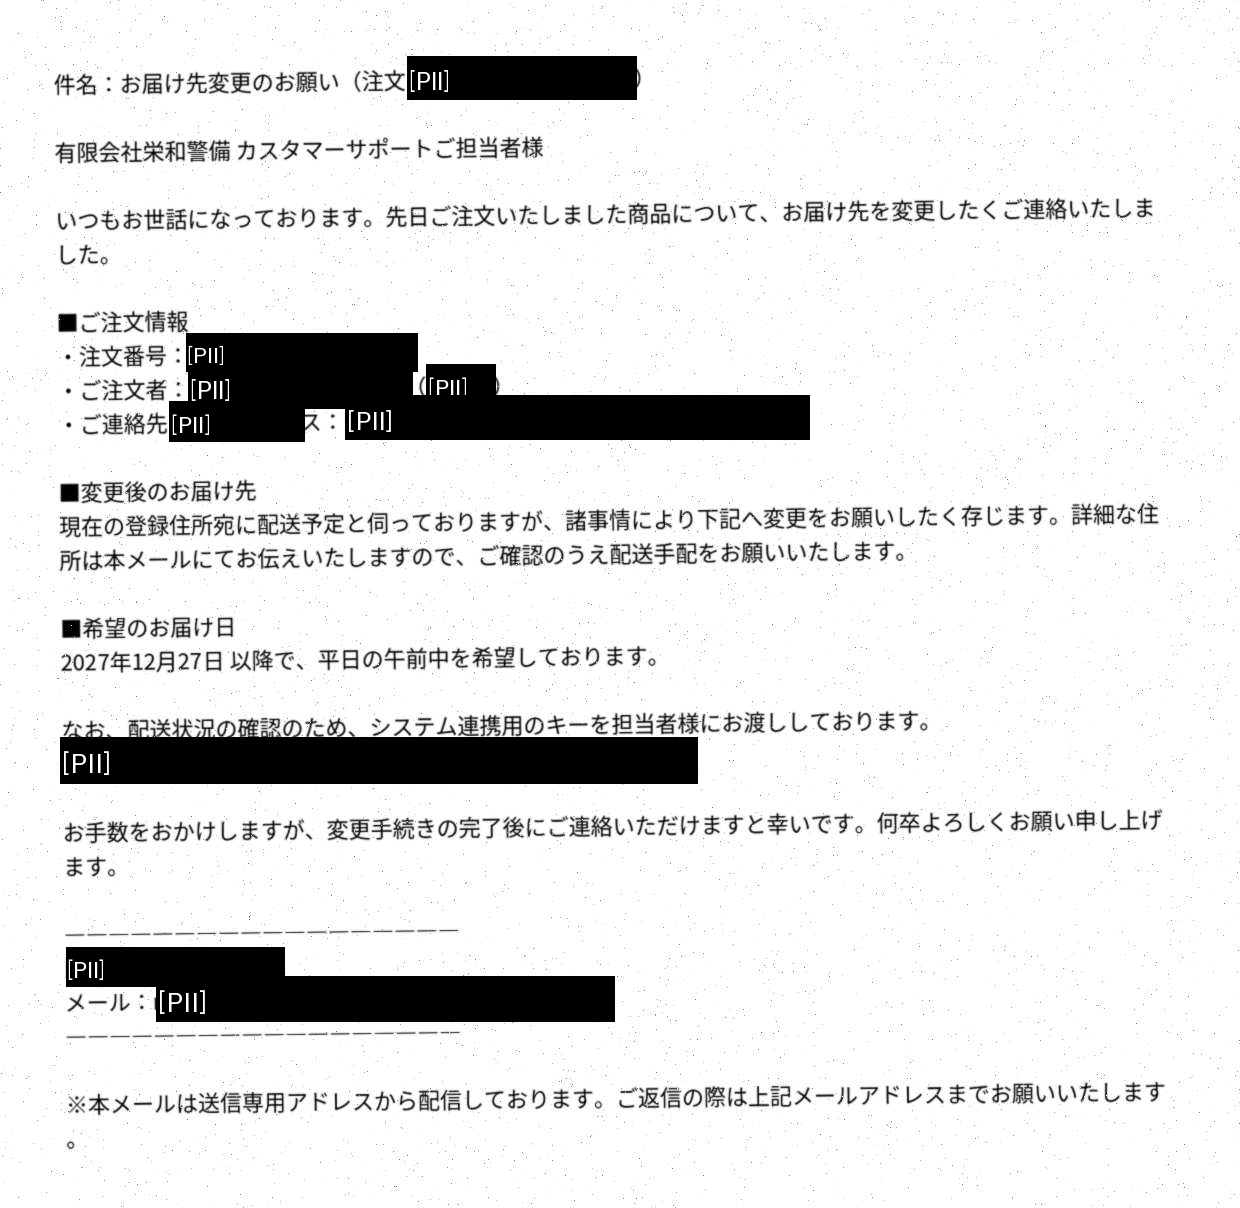 件名：お届け先変更のお願い（注文[PII]）
有限会社栄和警備 カスタマーサポートご担当者様
いつもお世話になっております。先日ご注文いたしました商品について、お届け先を変更したくご連絡いたしま
した。
■ご注文情報
・注文番号：[PII]
・ご注文者：[PII]（[PII]）
・ご連絡先[PII]ス：[PII]
■変更後のお届け先
現在の登録住所宛に配送予定と伺っておりますが、諸事情により下記へ変更をお願いしたく存じます。詳細な住
所は本メールにてお伝えいたしますので、ご確認のうえ配送手配をお願いいたします。
■希望のお届け日
2027年12月27日 以降で、平日の午前中を希望しております。
なお、配送状況の確認のため、システム連携用のキーを担当者様にお渡ししております。
[PII]
お手数をおかけしますが、変更手続きの完了後にご連絡いただけますと幸いです。何卒よろしくお願い申し上げ
ます。
——————————————————
[PII]
メール：[PII]
——————————————————
※本メールは送信専用アドレスから配信しております。ご返信の際は上記メールアドレスまでお願いいたします
。